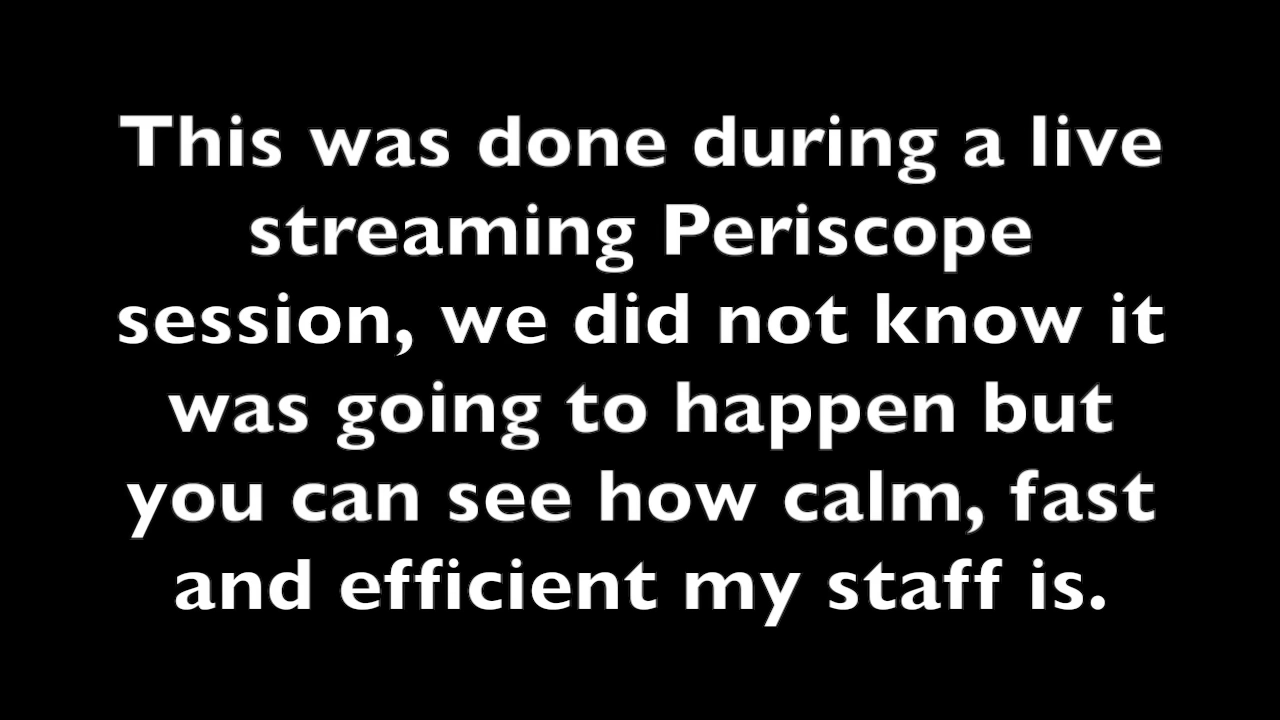 This was done during a live
streaming Periscope
session, we did not know it
was going to happen but
you can see how calm, fast
and efficient my staff is.